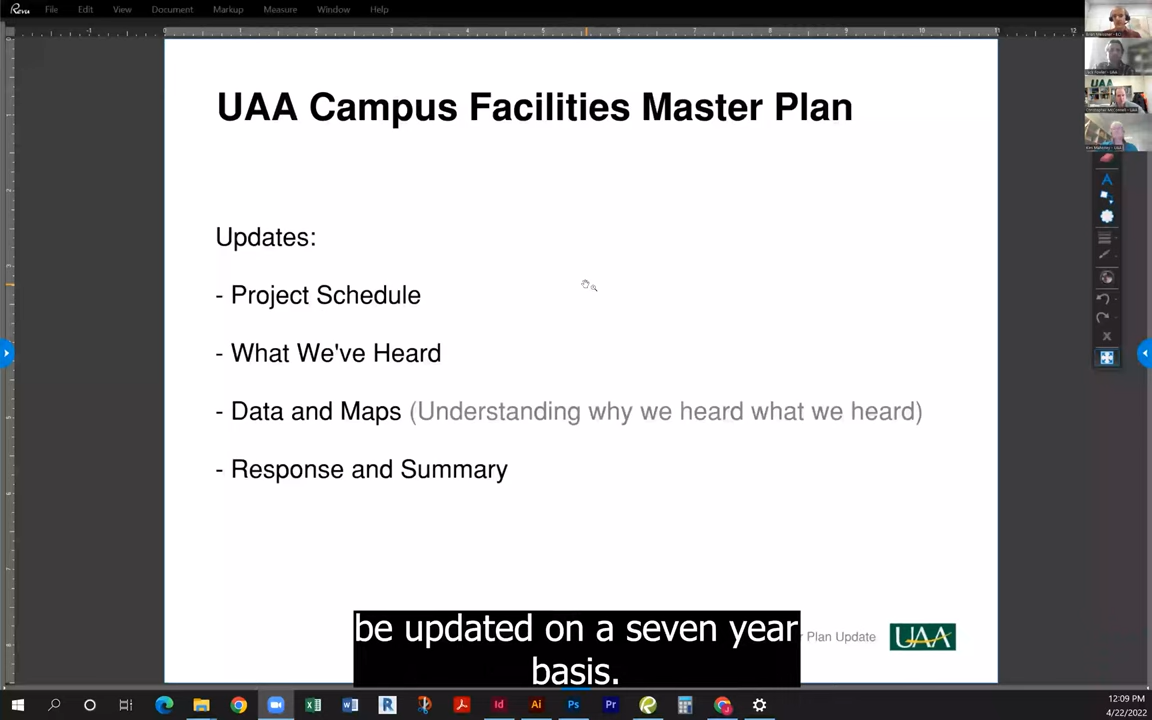 Revu File Edit View Document Markup Measure Window Help
UAA Campus Facilities Master Plan
Updates:
- Project Schedule
- What We've Heard
- Data and Maps (Understanding why we heard what we heard)
- Response and Summary
be updated on a seven year
basis.
Plan Update UAA
12:09 PM
4/22/2022